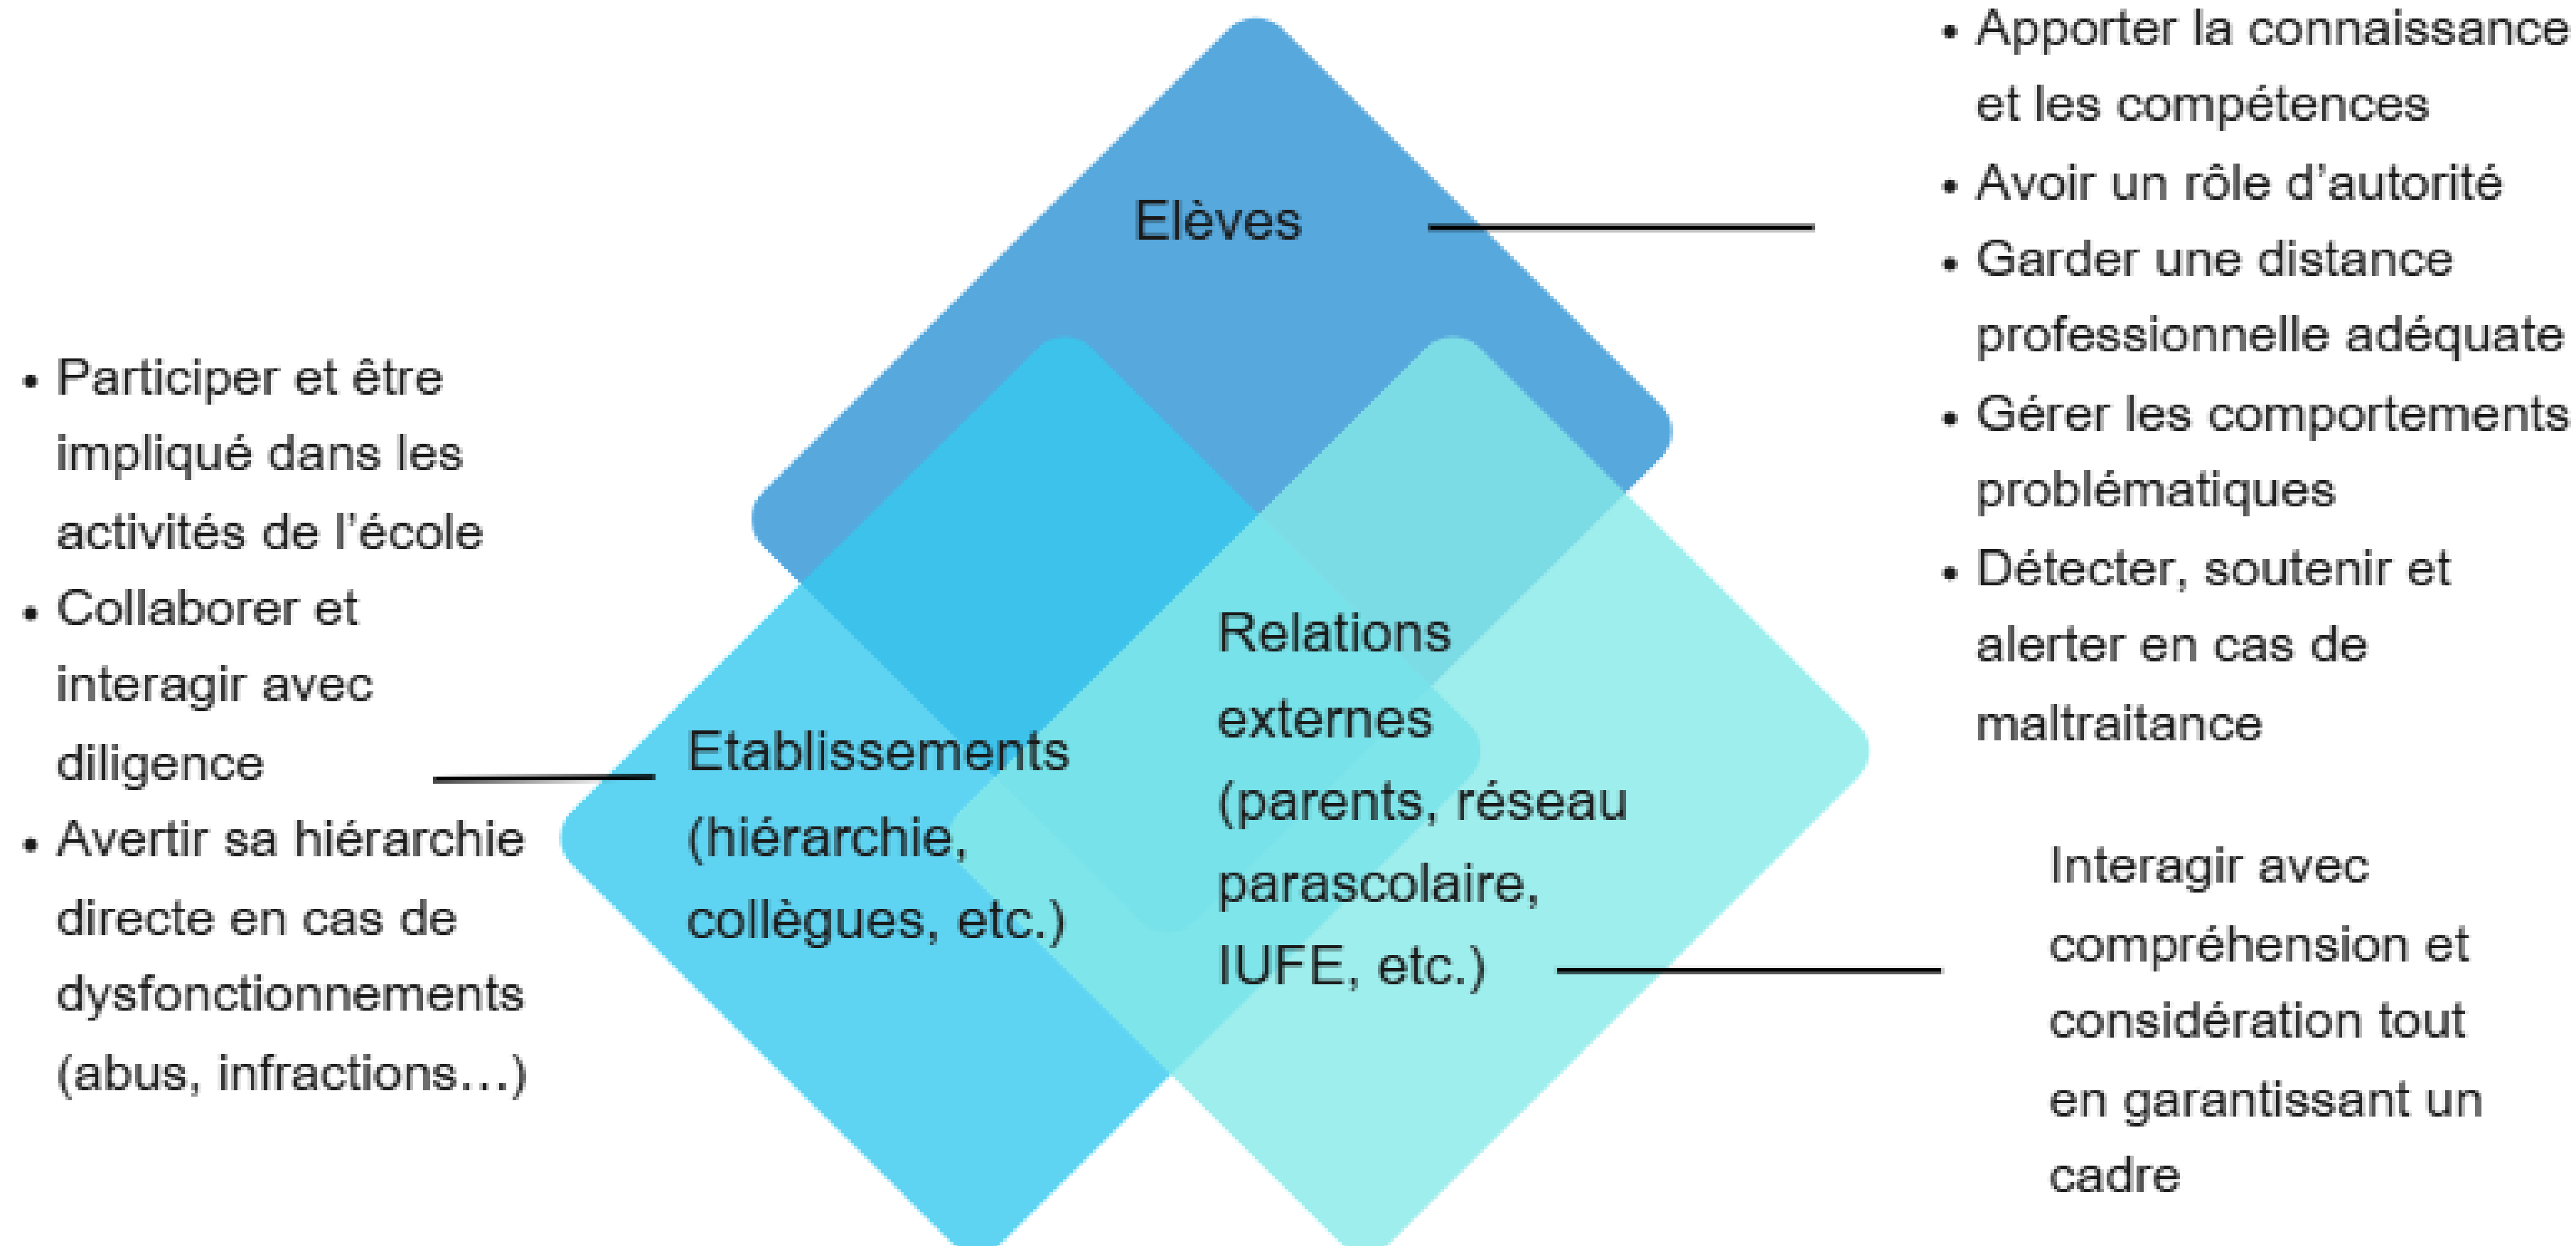 Elèves
• Apporter la connaissance
et les compétences
• Avoir un rôle d’autorité
• Garder une distance
professionnelle adéquate
• Gérer les comportements
problématiques
• Détecter, soutenir et
alerter en cas de
maltraitance
• Participer et être
impliqué dans les
activités de l’école
• Collaborer et
interagir avec
diligence
• Avertir sa hiérarchie
directe en cas de
dysfonctionnements
(abus, infractions…)
Etablissements
(hiérarchie,
collègues, etc.)
Relations
externes
(parents, réseau
parascolaire,
IUFE, etc.)
Interagir avec
compréhension et
considération tout
en garantissant un
cadre